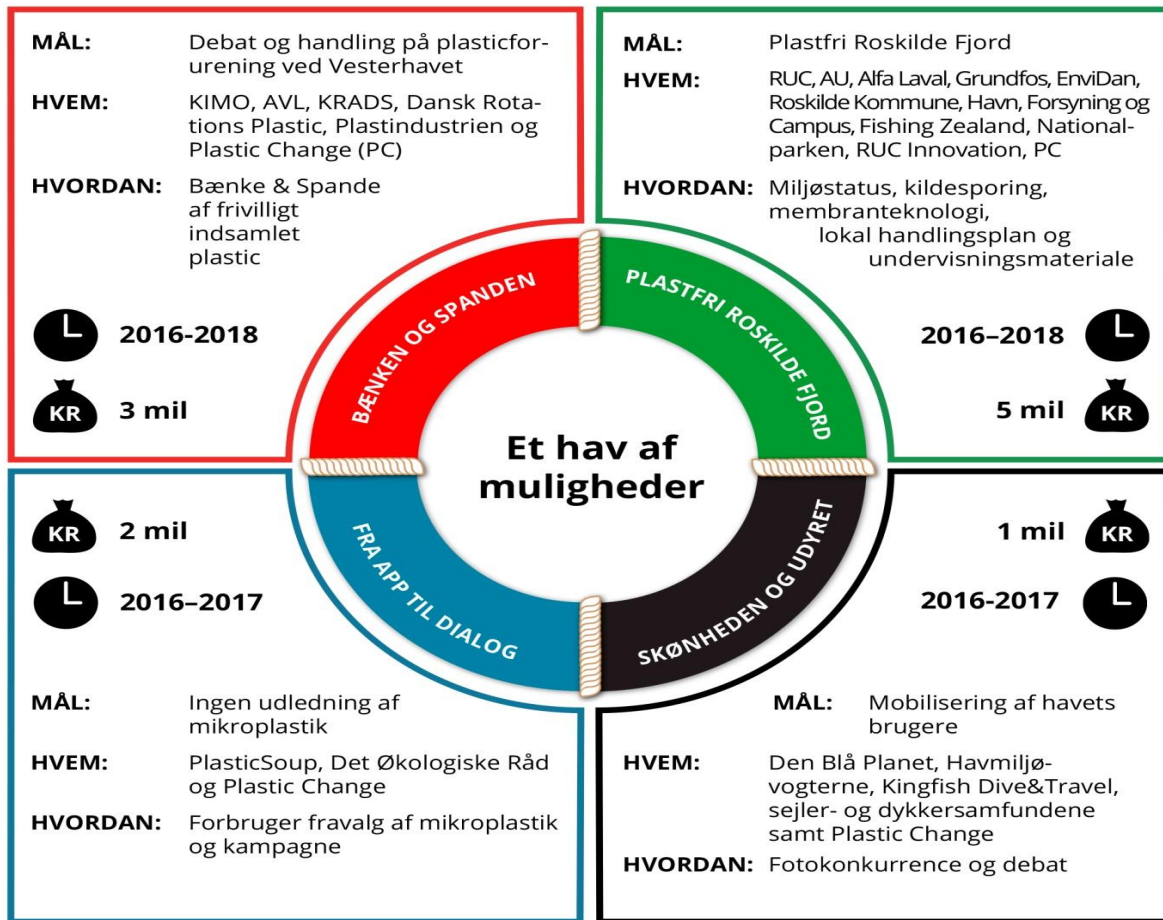 MÅL: Debat og handling på plasticfor-
urening ved Vesterhavet
HVEM: KIMO, AVL, KRADS, Dansk Rota-
tions Plastic, Plastindustrien og
Plastic Change (PC)
HVORDAN: Bænke & Spande
af frivilligt
indsamlet
plastic
2016-2018
KR 3 mil
BÆNKEN OG SPANDEN
MÅL: Plastfri Roskilde Fjord
HVEM: RUC, AU, Alfa Laval, Grundfos, EnviDan,
Roskilde Kommune, Havn, Forsyning og
Campus, Fishing Zealand, National-
parken, RUC Innovation, PC
HVORDAN: Miljøstatus, kildesporing,
membranteknologi,
lokal handlingsplan og
undervisningsmateriale
2016–2018
5 mil KR
PLASTFRI ROSKILDE FJORD
Et hav af
muligheder
KR 2 mil
2016–2017
FRA APP TIL DIALOG
MÅL: Ingen udledning af
mikroplastik
HVEM: PlasticSoup, Det Økologiske Råd
og Plastic Change
HVORDAN: Forbruger fravalg af mikroplastik
og kampagne
1 mil KR
2016-2017
SKØNHEDEN OG UDYRET
MÅL: Mobilisering af havets
brugere
HVEM: Den Blå Planet, Havmiljø-
vogterne, Kingfish Dive&Travel,
sejler- og dykkersamfundene
samt Plastic Change
HVORDAN: Fotokonkurrence og debat